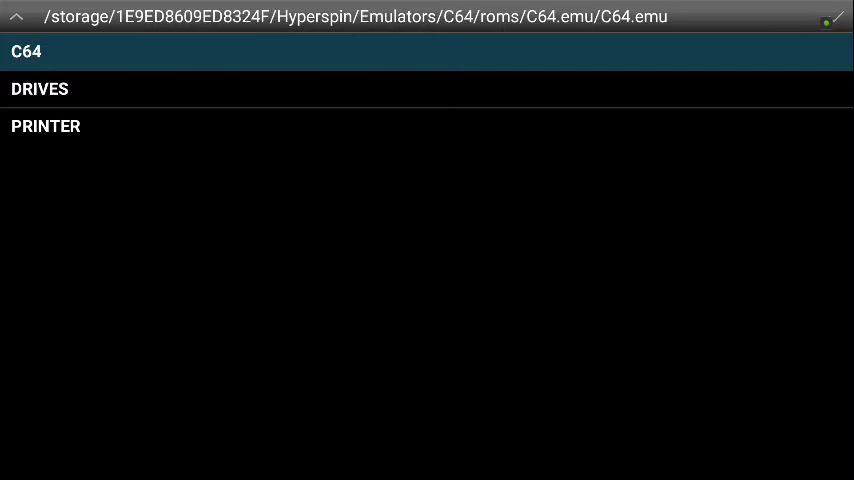 /storage/1E9ED8609ED8324F/Hyperspin/Emulators/C64/roms/C64.emu/C64.emu
C64
DRIVES
PRINTER